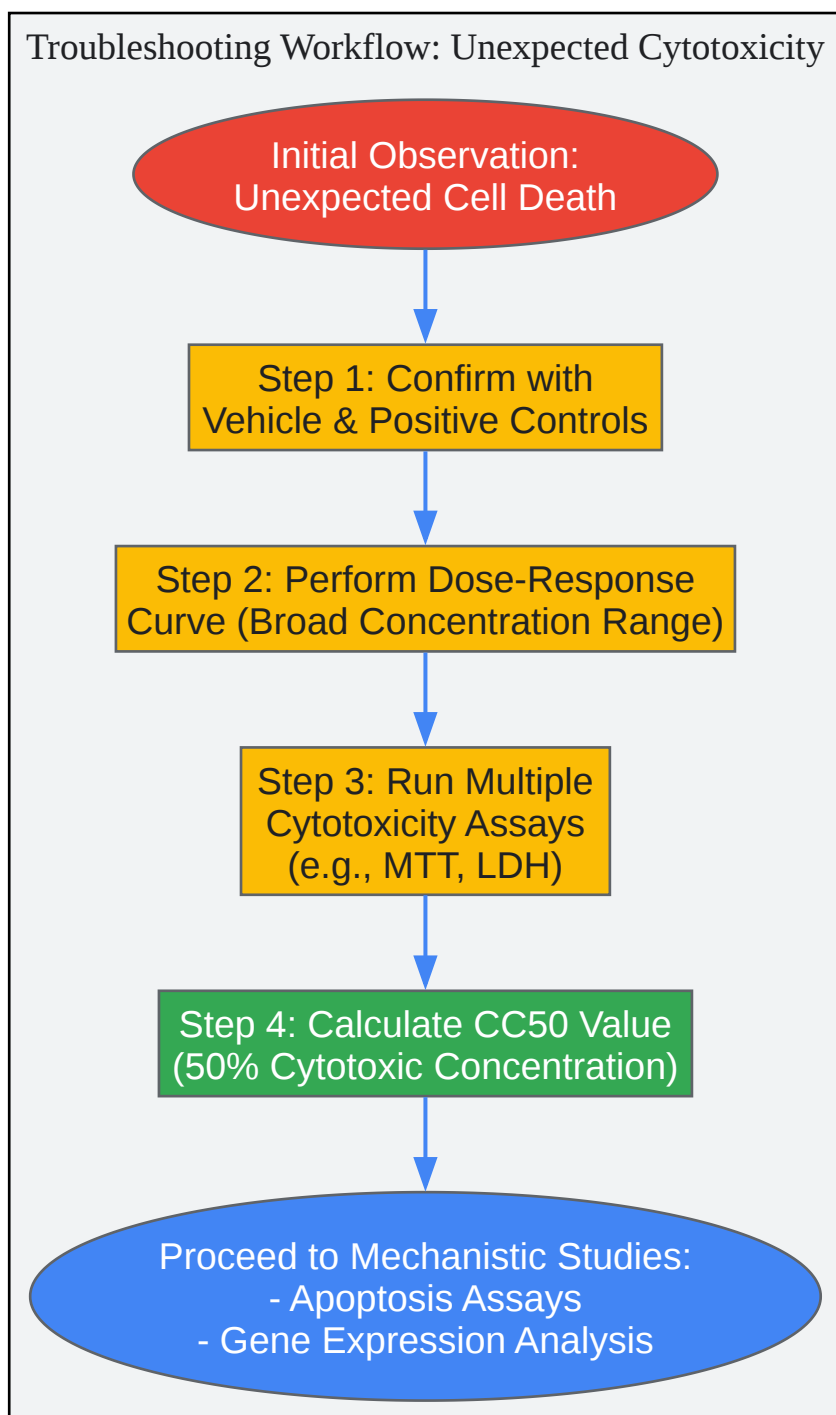 Troubleshooting Workflow: Unexpected Cytotoxicity
Initial Observation:
Unexpected Cell Death
Step 1: Confirm with
Vehicle & Positive Controls
Step 2: Perform Dose-Response
Curve (Broad Concentration Range)
Step 3: Run Multiple
Cytotoxicity Assays
(e.g., MTT, LDH)
Step 4: Calculate CC50 Value
(50% Cytotoxic Concentration)
Proceed to Mechanistic Studies:
- Apoptosis Assays
- Gene Expression Analysis